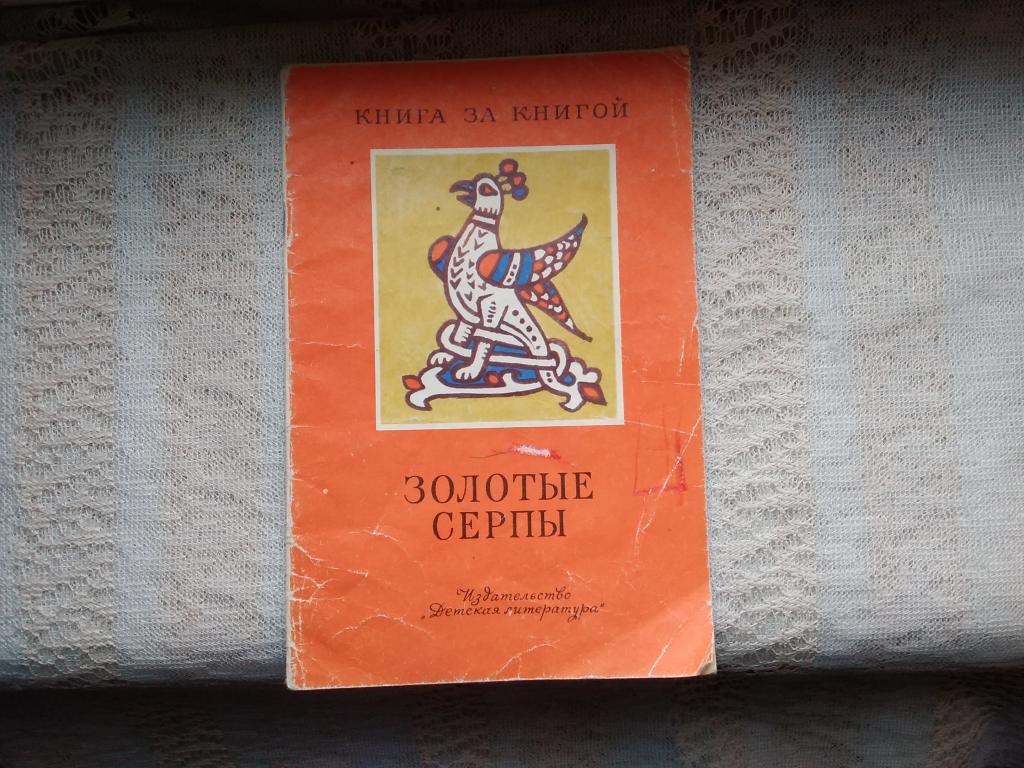 КНИГА ЗА КНИГОЙ
ЗОЛОТЫЕ
СЕРПЫ
Издательство
„Детская литература"